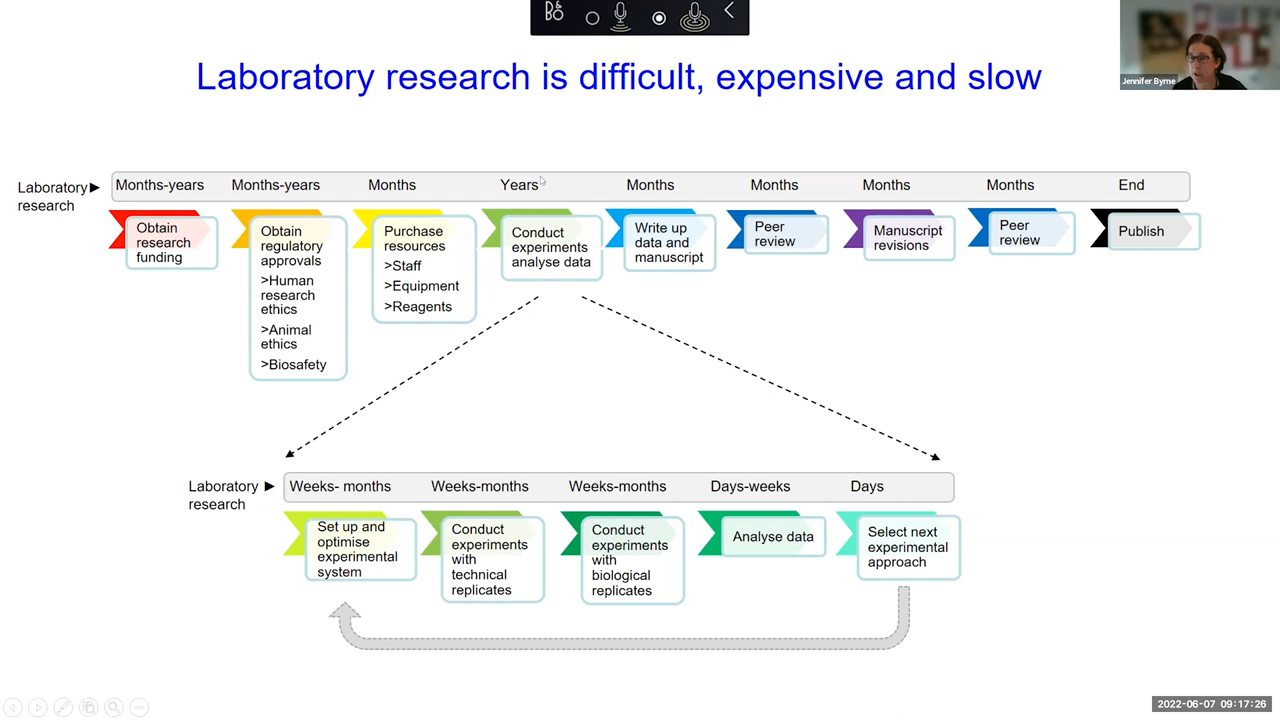 B&O
Laboratory research is difficult, expensive and slow
Jennifer Byrne
Laboratory►
research
Months-years
Months-years
Months
Years
Months
Months
Months
Months
End
Obtain
research
funding
Obtain
regulatory
approvals
>Human
research
ethics
>Animal
ethics
>Biosafety
Purchase
resources
>Staff
>Equipment
>Reagents
Conduct
experiments
analyse data
Write up
data and
manuscript
Peer
review
Manuscript
revisions
Peer
review
Publish
Laboratory ►
research
Weeks- months
Weeks-months
Weeks-months
Days-weeks
Days
Set up and
optimise
experimental
system
Conduct
experiments
with
technical
replicates
Conduct
experiments
with
biological
replicates
Analyse data
Select next
experimental
approach
2022-06-07 09:17:26